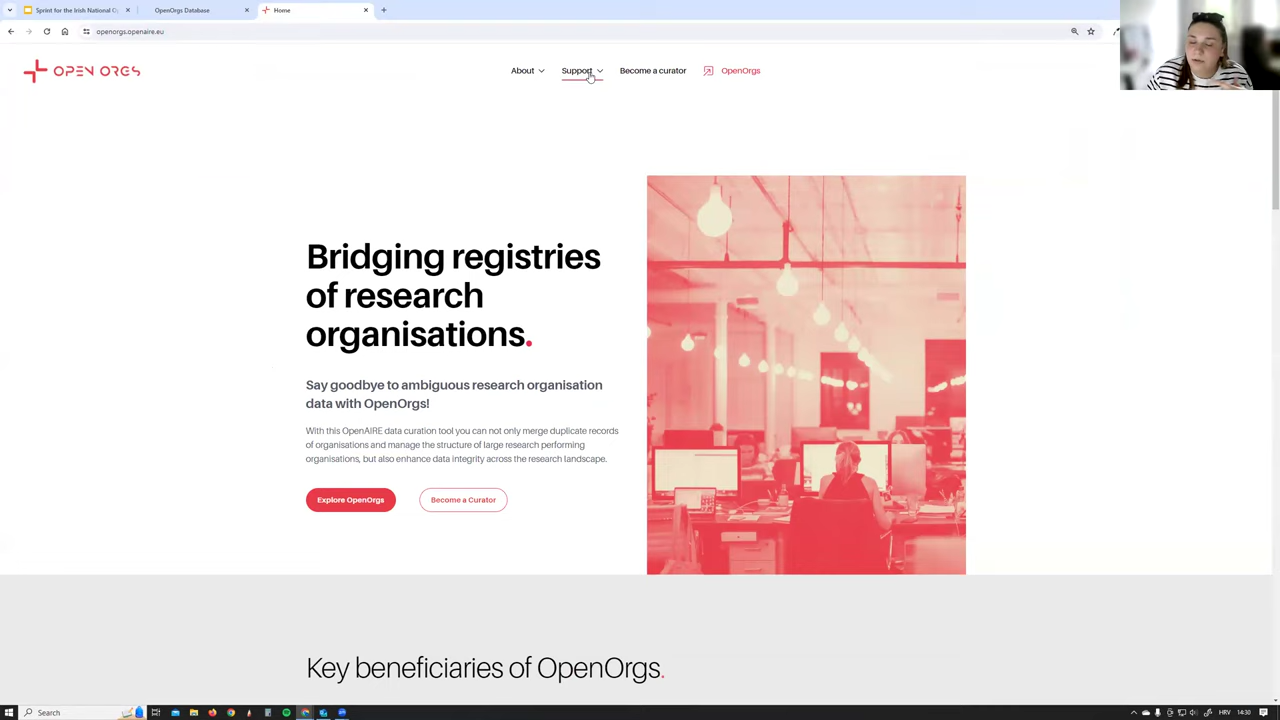 Sprint for the Irish National O
OpenOrgs Database
Home
openorgs.openaire.eu
OPEN ORGS
About
Support
Become a curator
OpenOrgs
Bridging registries
of research
organisations.
Say goodbye to ambiguous research organisation
data with OpenOrgs!
With this OpenAIRE data curation tool you can not only merge duplicate records
of organisations and manage the structure of large research performing
organisations, but also enhance data integrity across the research landscape.
Explore OpenOrgs
Become a Curator
Key beneficiaries of OpenOrgs.
Search
HRV
14:30